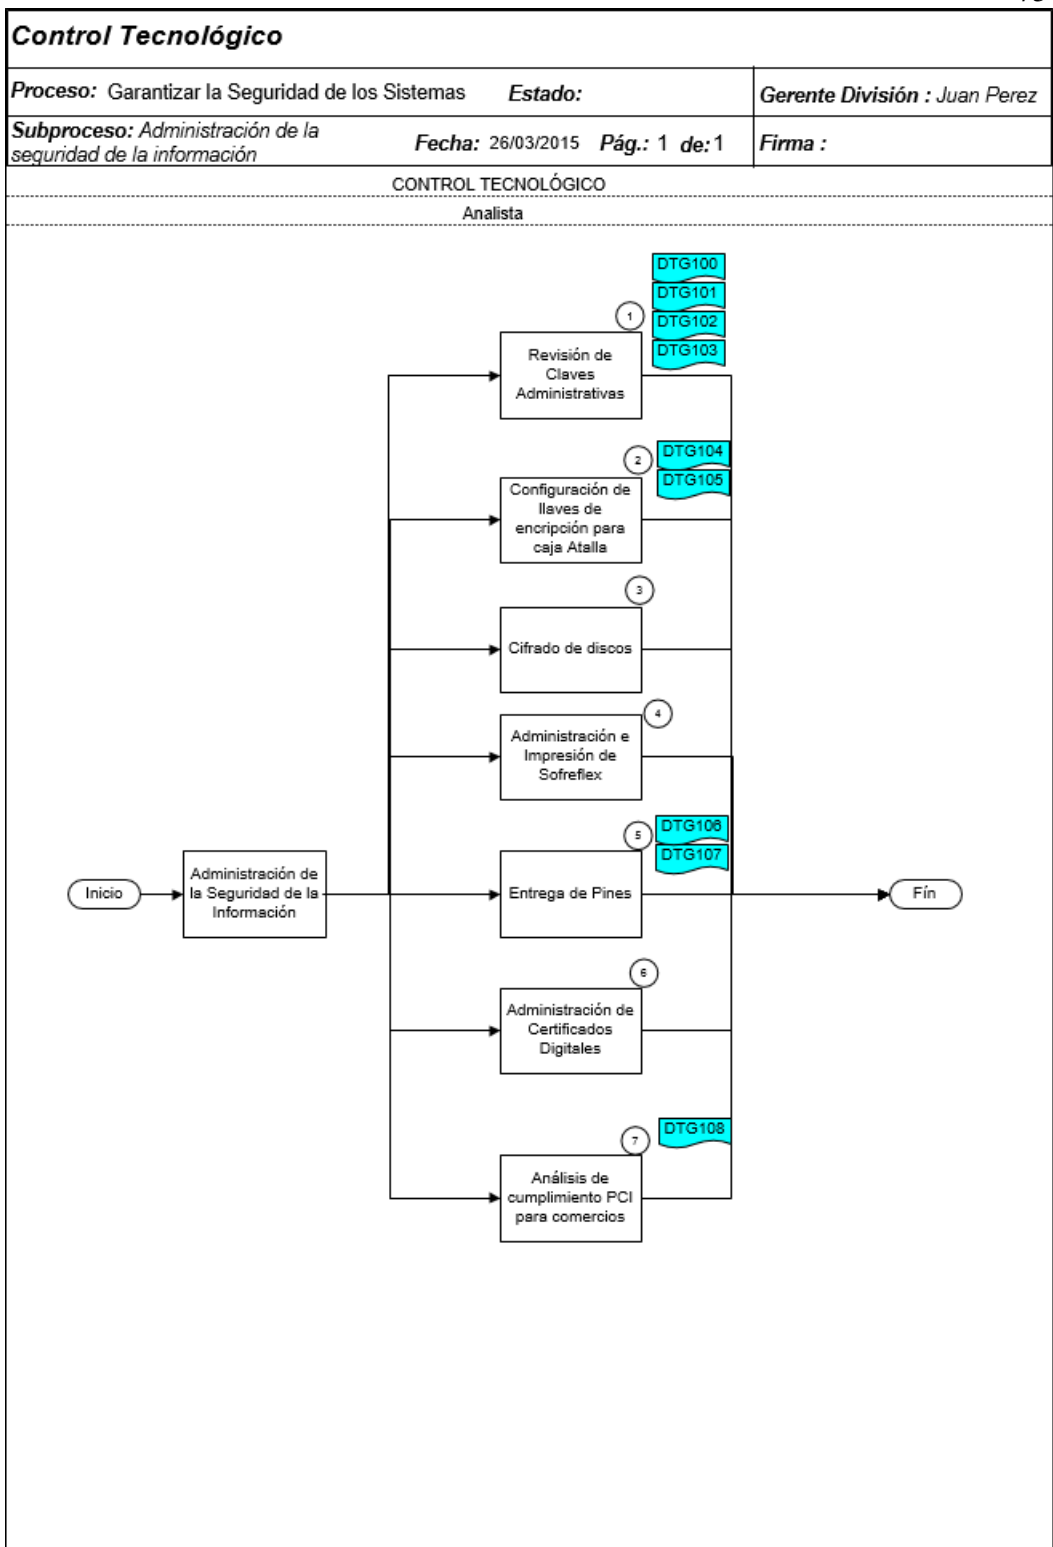 Control Tecnológico
Proceso: Garantizar la Seguridad de los Sistemas Estado: Gerente División : Juan Perez
Subproceso: Administración de la
seguridad de la información Fecha: 26/03/2015 Pág.: 1 de: 1 Firma :
CONTROL TECNOLÓGICO
Analista
DTG100
DTG101
DTG102
DTG103
1
Revisión de
Claves
Administrativas
DTG104
DTG105
2
Configuración de
llaves de
encripción para
caja Atalla
3
Cifrado de discos
4
Administración e
Impresión de
Sofreflex
DTG106
DTG107
5
Inicio
Administración de
la Seguridad de la
Información
Entrega de Pines
Fín
6
Administración de
Certificados
Digitales
DTG108
7
Análisis de
cumplimiento PCI
para comercios